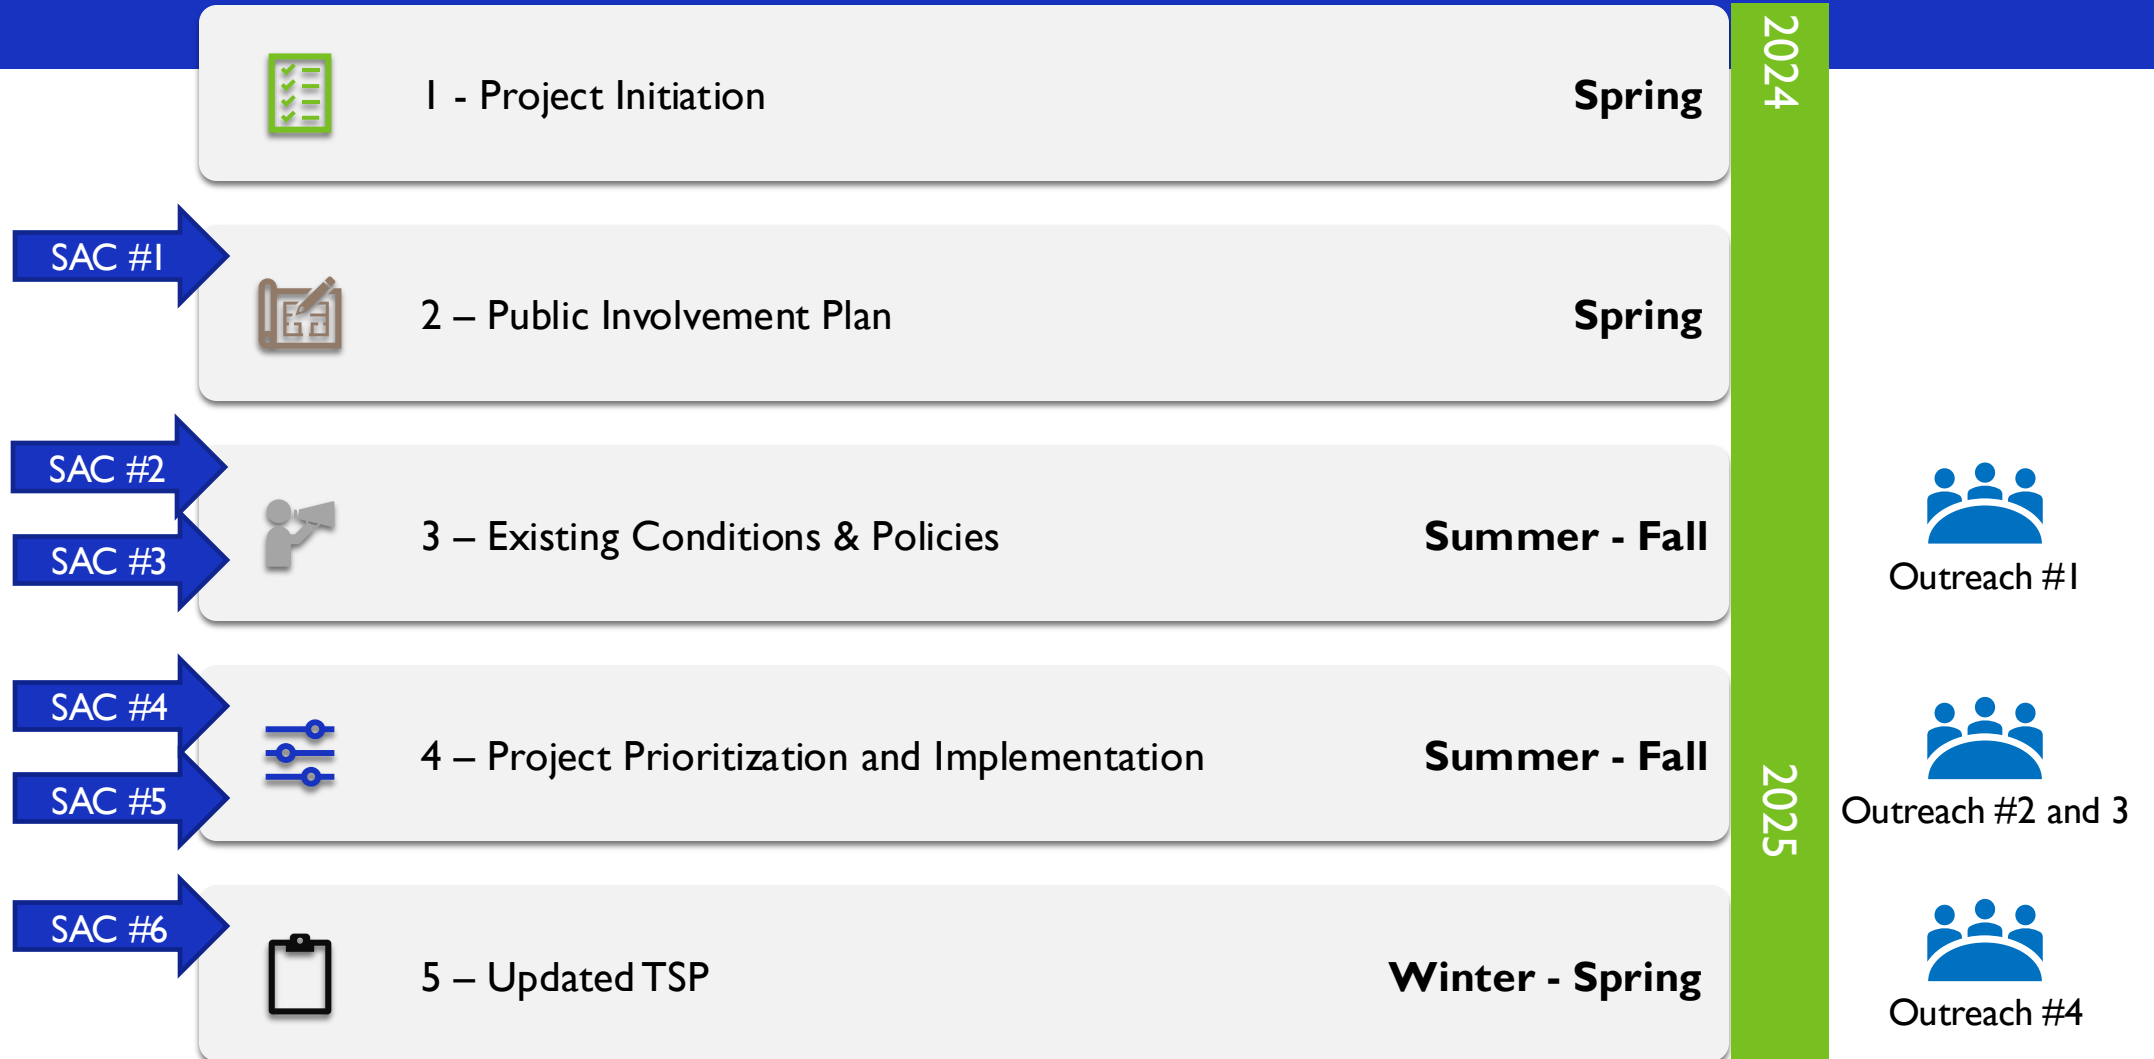 1 - Project Initiation
Spring
2024
SAC #1
2 – Public Involvement Plan
Spring
SAC #2
SAC #3
3 – Existing Conditions & Policies
Summer - Fall
Outreach #1
SAC #4
SAC #5
4 – Project Prioritization and Implementation
Summer - Fall
2025
Outreach #2 and 3
SAC #6
5 – Updated TSP
Winter - Spring
Outreach #4